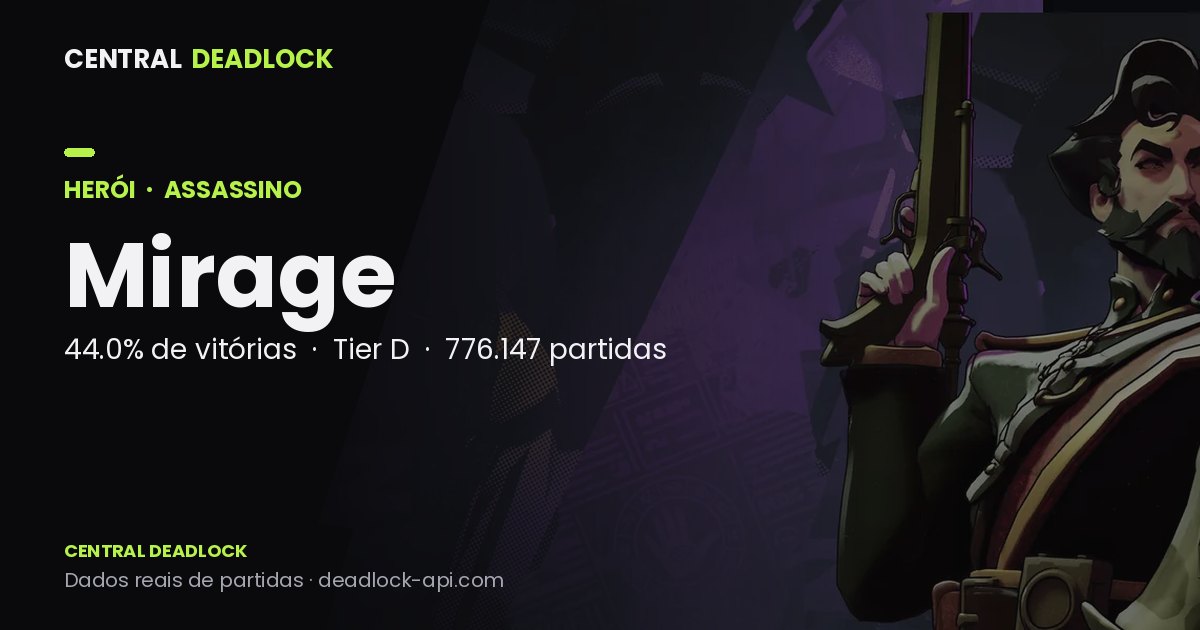 CENTRAL DEADLOCK
HERÓI · ASSASSINO
Mirage
44.0% de vitórias · Tier D · 776.147 partidas
CENTRAL DEADLOCK
Dados reais de partidas · deadlock-api.com